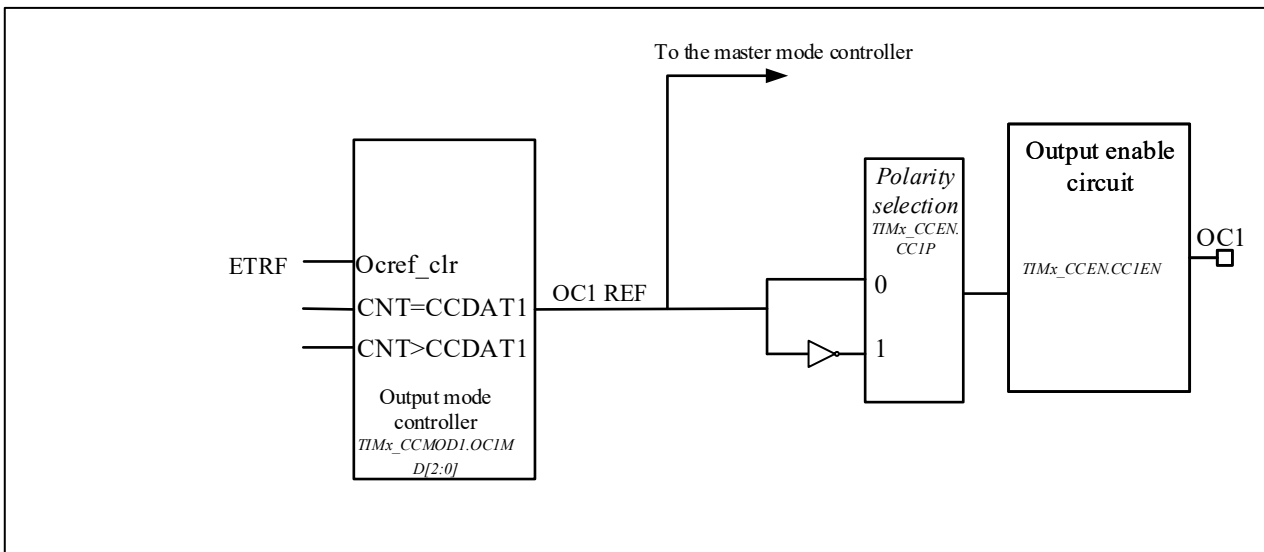 To the master mode controller
Output enable
circuit
Polarity
selection
TIMx_CCEN.
CC1P
OC1
ETRF
Ocref_clr
TIMx_CCEN.CC1EN
CNT=CCDAT1
OC1 REF
0
CNT>CCDAT1
1
Output mode
controller
TIMx_CCMOD1.OC1M
D[2:0]